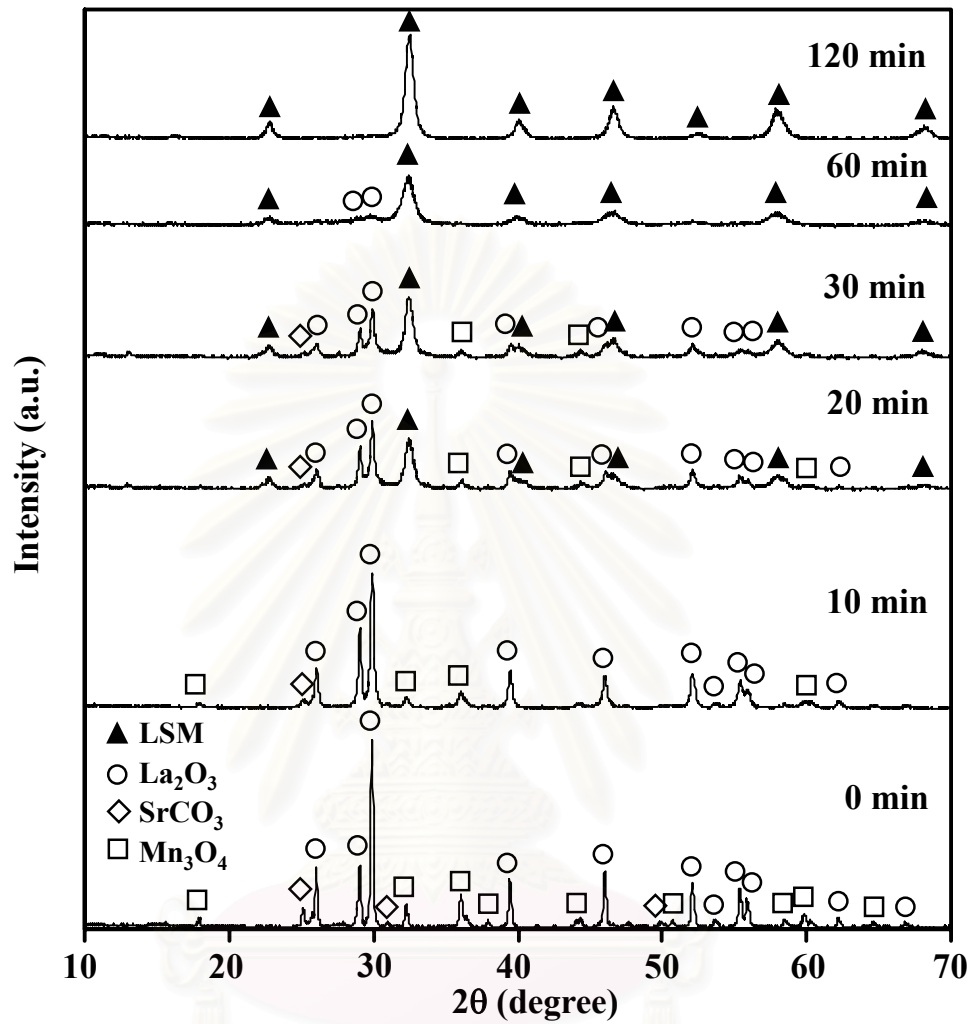 120 min
60 min
30 min
20 min
10 min
0 min
▲ LSM
○ La₂O₃
◇ SrCO₃
□ Mn₃O₄
Intensity (a.u.)
10 20 30 40 50 60 70
2θ (degree)